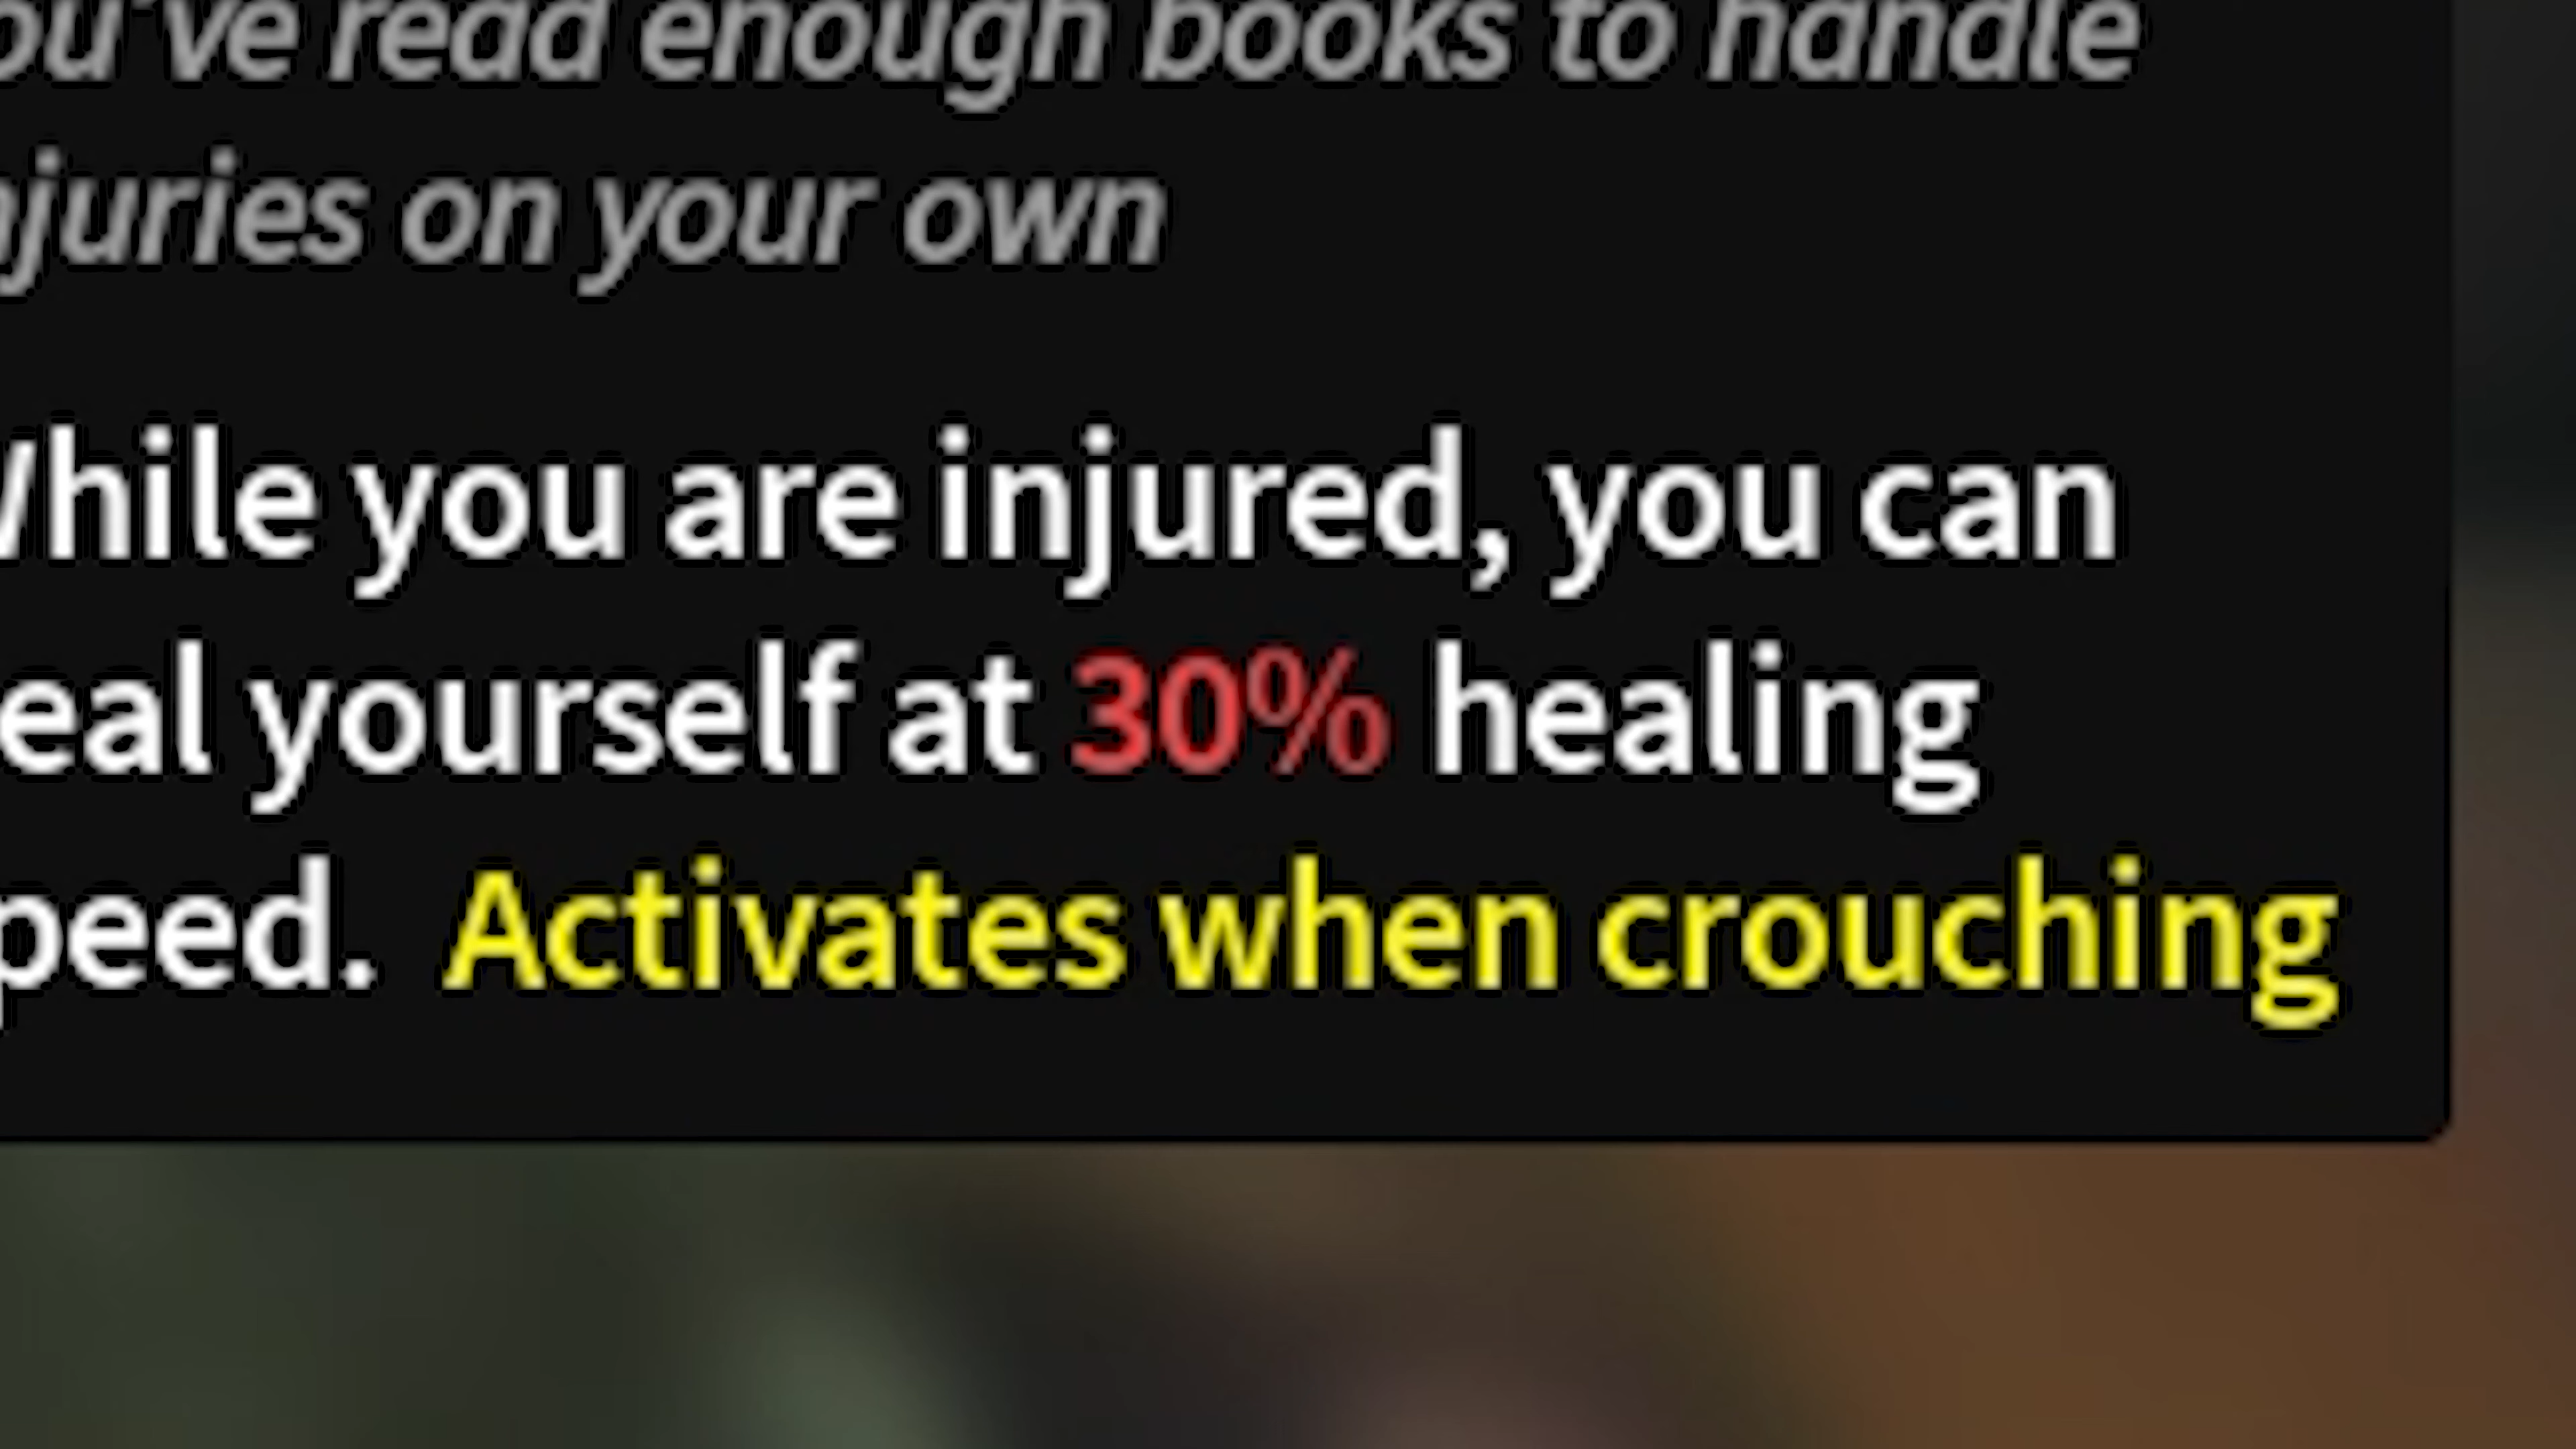 ou've read enough books to handle
njuries on your own
While you are injured, you can
eal yourself at 30% healing
peed. Activates when crouching